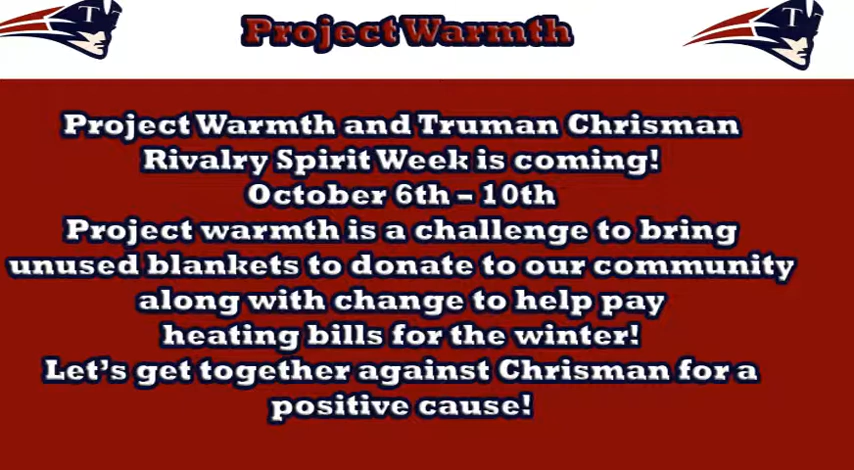 T
T
Project Warmth
Project Warmth and Truman Chrisman
Rivalry Spirit Week is coming!
October 6th – 10th
Project warmth is a challenge to bring
unused blankets to donate to our community
along with change to help pay
heating bills for the winter!
Let's get together against Chrisman for a
positive cause!